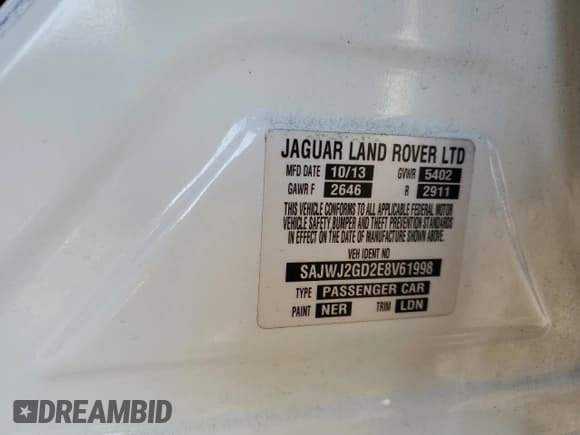 JAGUAR LAND ROVER LTD
MFD DATE 10/13 GVWR 5402
GAWR F 2646 R 2911
THIS VEHICLE CONFORMS TO ALL APPLICABLE FEDERAL MOTOR
VEHICLE SAFETY BUMPER AND THEFT PREVENTION STANDARDS
IN EFFECT ON THE DATE OF MANUFACTURE SHOWN ABOVE.
VEH IDENT NO
SAJWJ2GD2E8V61998
TYPE PASSENGER CAR
PAINT NER TRIM LDN
DREAMBID